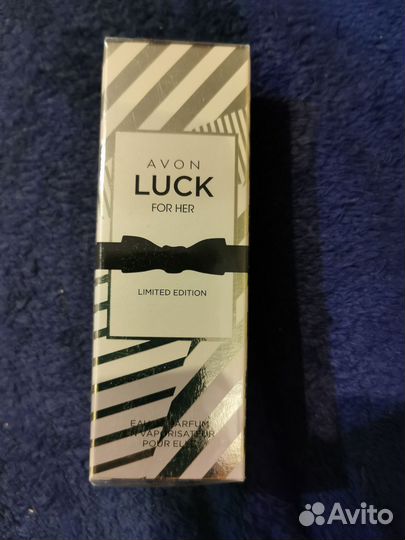 AVON
LUCK
FOR HER
LIMITED EDITION
EAU DE PARFUM
EN VAPORISATEUR
POUR ELLE
Avito